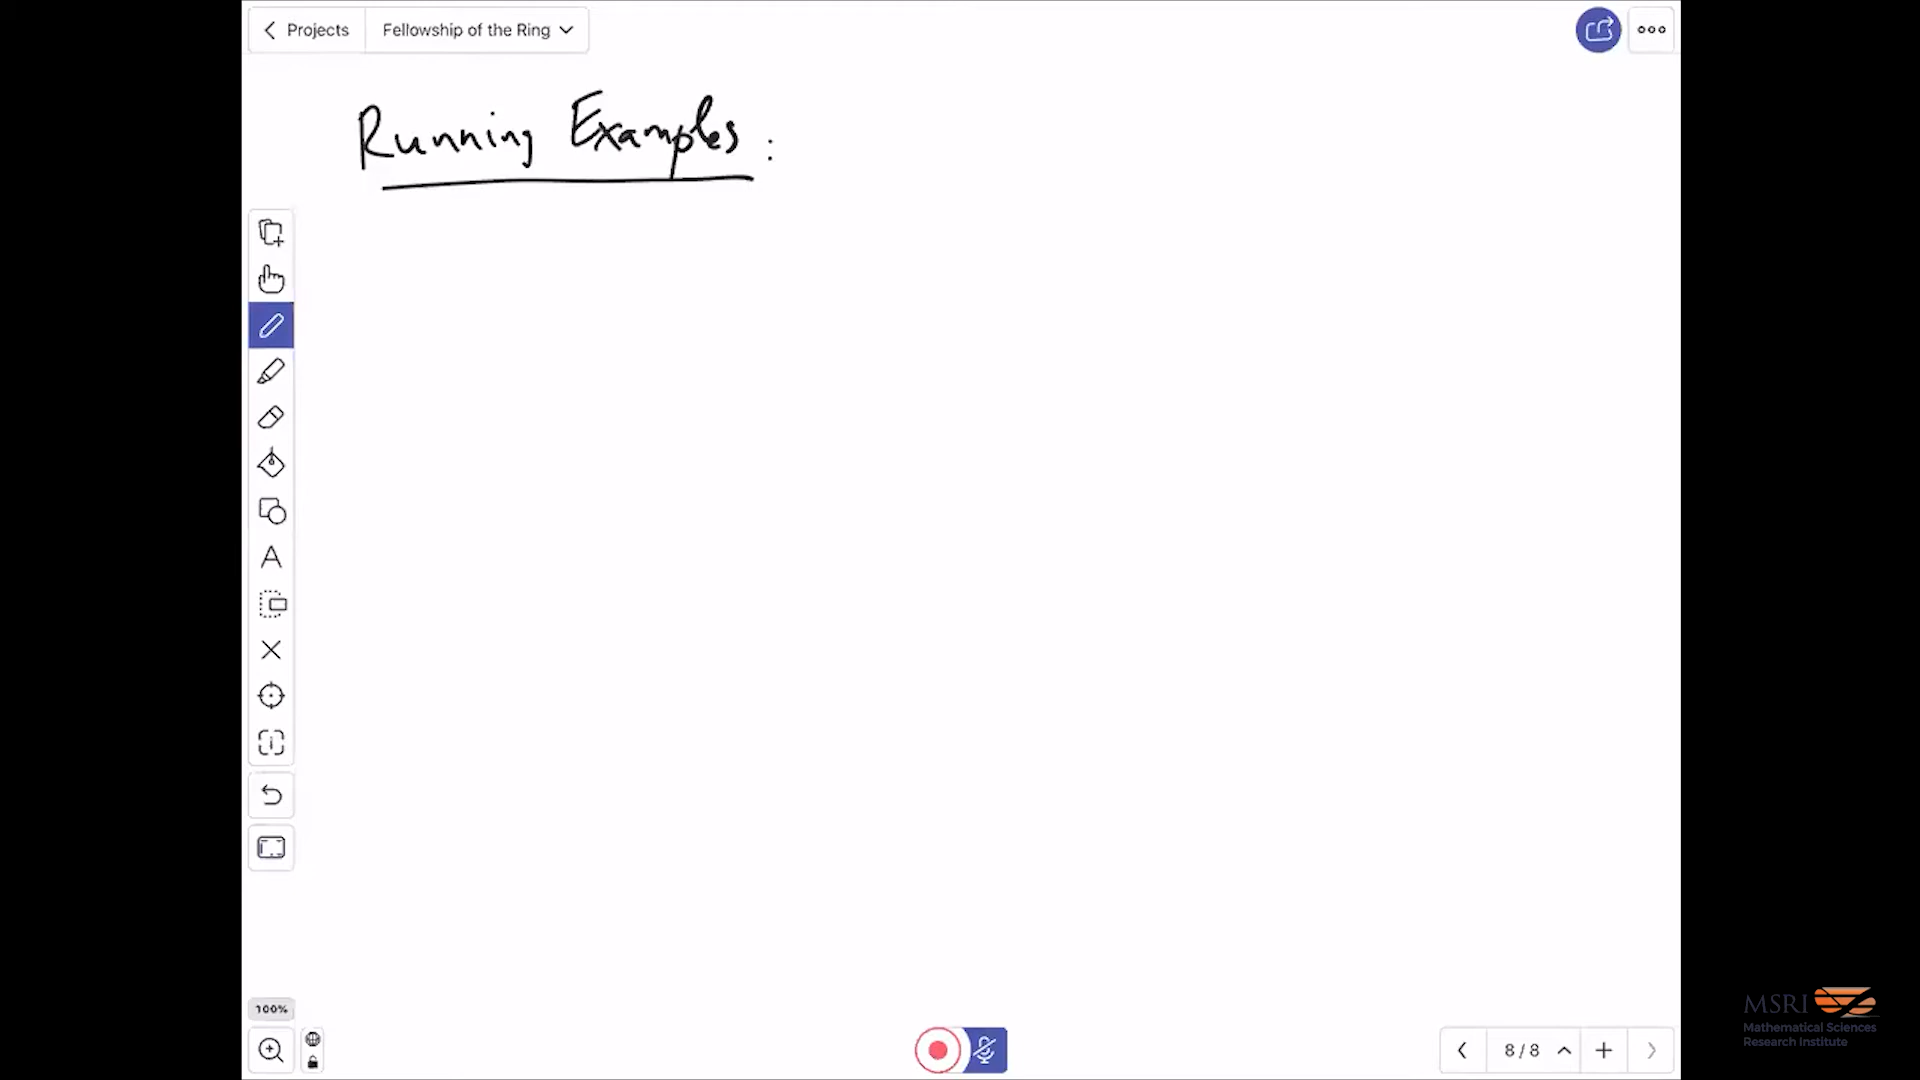 Projects
Fellowship of the Ring
Running Examples :
A
100%
8/8
MSRI
Mathematical Sciences
Research Institute